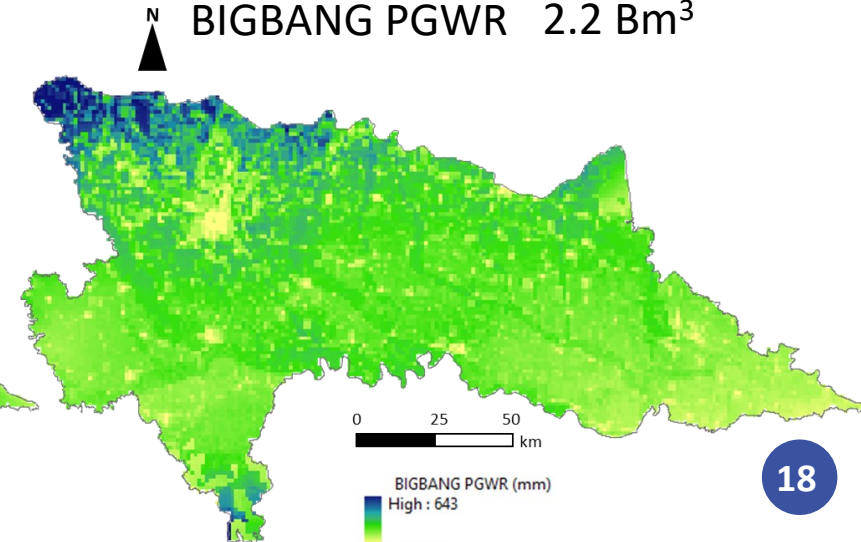 N
BIGBANG PGWR 2.2 Bm³
0 25 50
km
18
BIGBANG PGWR (mm)
High : 643